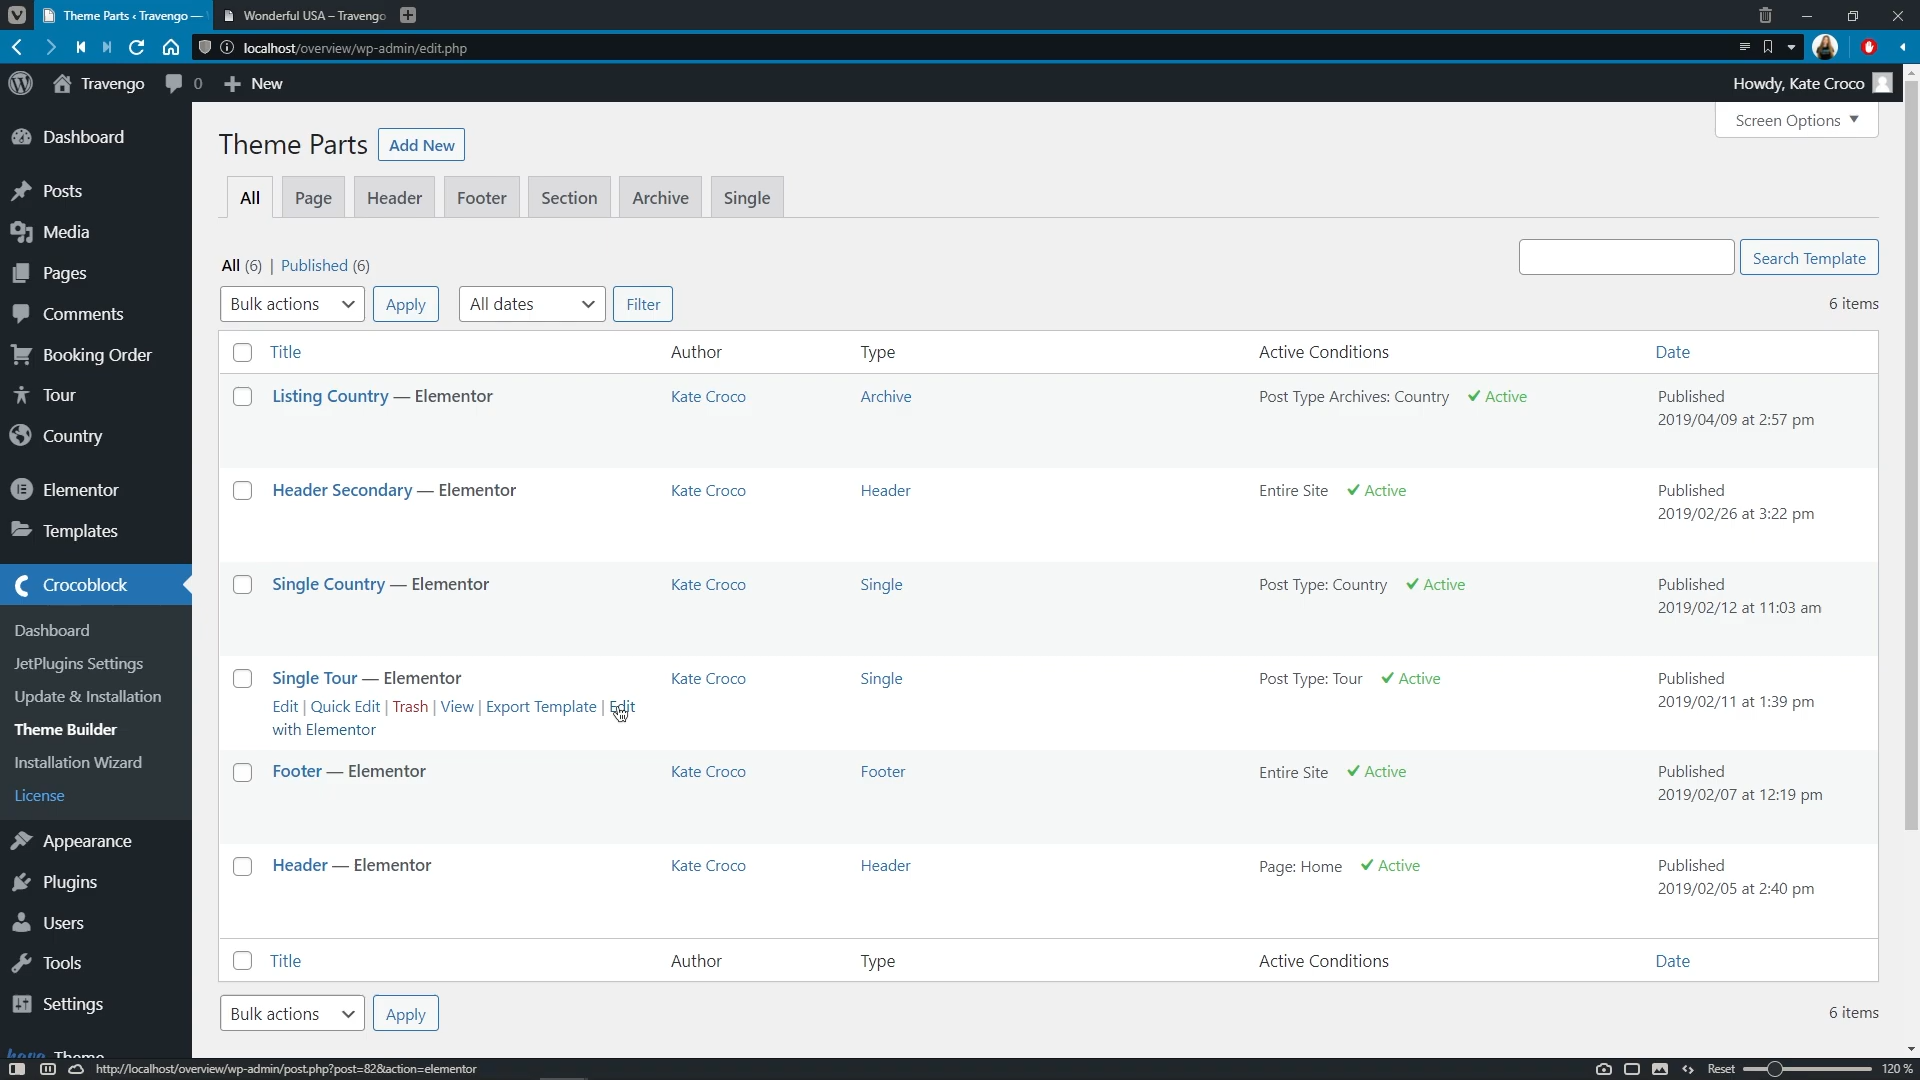 Theme Parts ‹ Travengo —
Wonderful USA – Travengo
localhost/overview/wp-admin/edit.php
Travengo
0
New
Howdy, Kate Croco
Screen Options
Dashboard
Posts
Media
Pages
Comments
Booking Order
Tour
Country
Elementor
Templates
Crocoblock
Dashboard
JetPlugins Settings
Update & Installation
Theme Builder
Installation Wizard
License
Appearance
Plugins
Users
Tools
Settings
Theme
Theme Parts Add New
All Page Header Footer Section Archive Single
All (6) | Published (6)
Search Template
Bulk actions Apply All dates Filter
6 items
Title Author Type Active Conditions Date
Listing Country — Elementor Kate Croco Archive Post Type Archives: Country ✓ Active Published
2019/04/09 at 2:57 pm
Header Secondary — Elementor Kate Croco Header Entire Site ✓ Active Published
2019/02/26 at 3:22 pm
Single Country — Elementor Kate Croco Single Post Type: Country ✓ Active Published
2019/02/12 at 11:03 am
Single Tour — Elementor Kate Croco Single Post Type: Tour ✓ Active Published
2019/02/11 at 1:39 pm
Edit | Quick Edit | Trash | View | Export Template | Edit
with Elementor
Footer — Elementor Kate Croco Footer Entire Site ✓ Active Published
2019/02/07 at 12:19 pm
Header — Elementor Kate Croco Header Page: Home ✓ Active Published
2019/02/05 at 2:40 pm
Title Author Type Active Conditions Date
Bulk actions Apply
6 items
http://localhost/overview/wp-admin/post.php?post=82&action=elementor
Reset
120 %